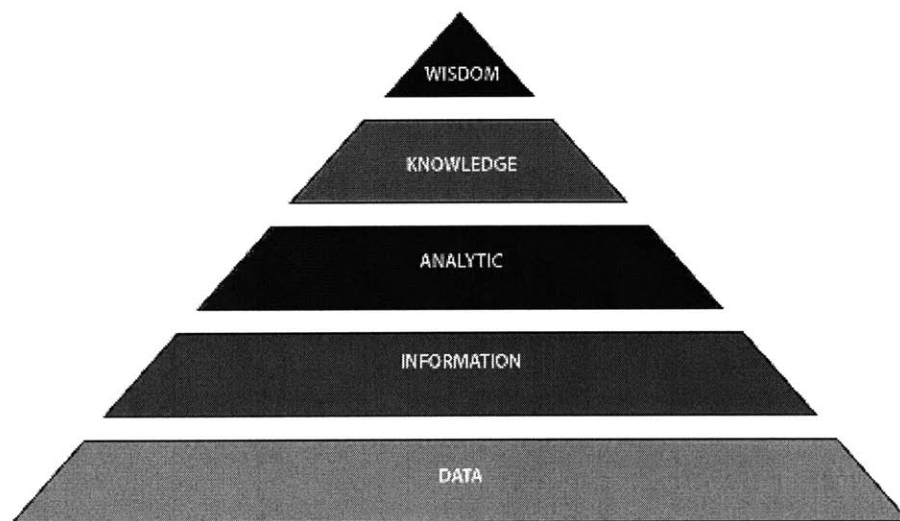 WISDOM
KNOWLEDGE
ANALYTIC
INFORMATION
DATA